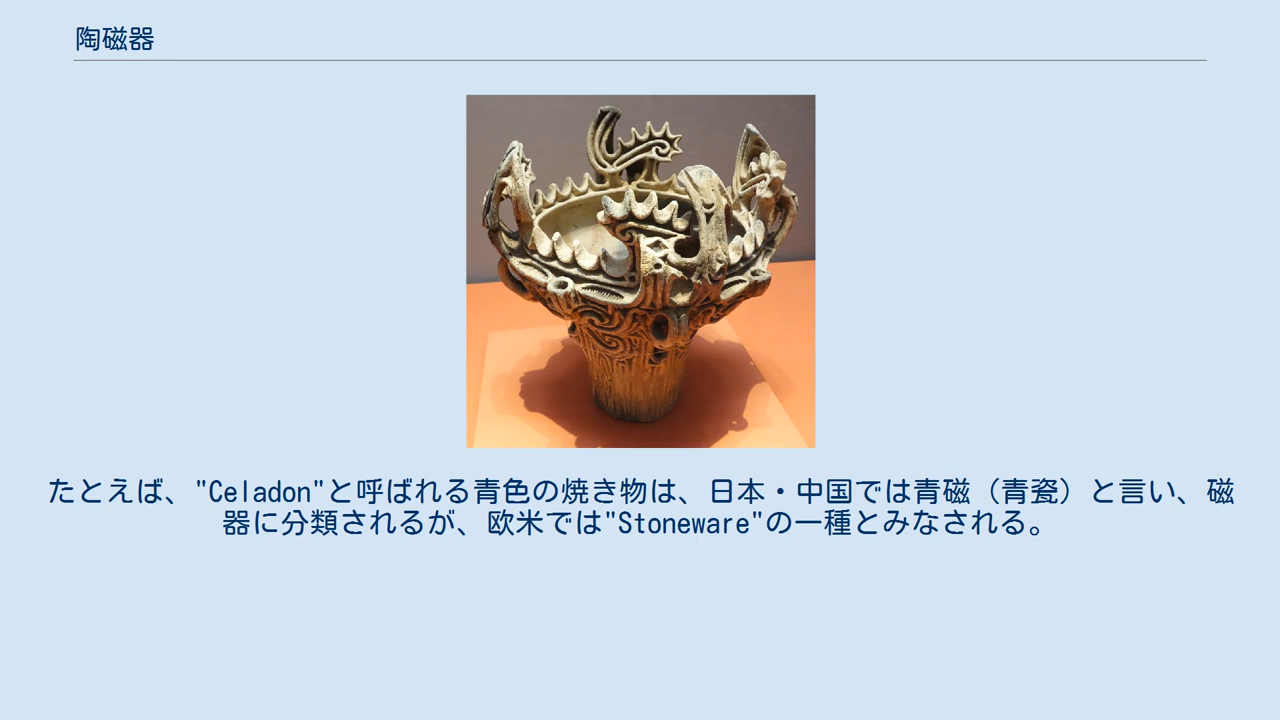 陶磁器
たとえば、"Celadon"と呼ばれる青色の焼き物は、日本・中国では青磁（青瓷）と言い、磁
器に分類されるが、欧米では"Stoneware"の一種とみなされる。